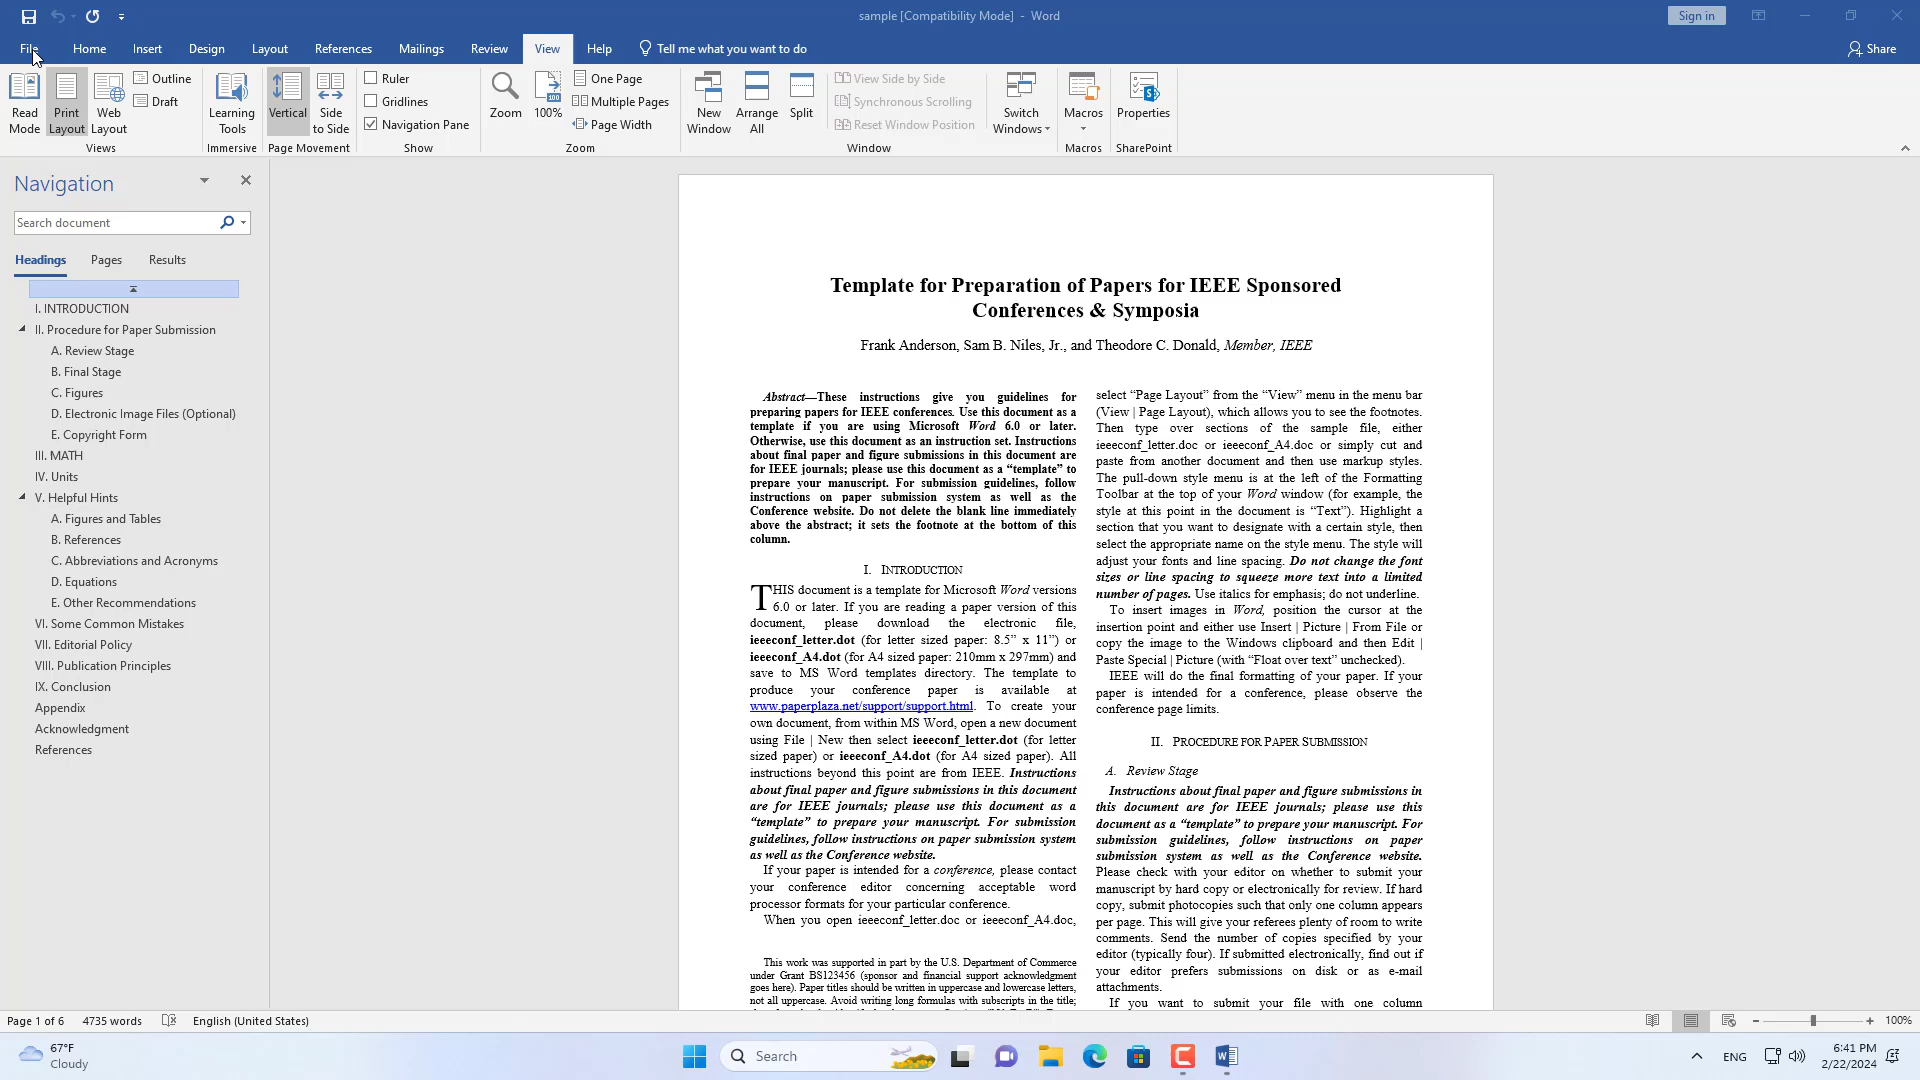 sample [Compatibility Mode] - Word
Sign in
File Home Insert Design Layout References Mailings Review View Help Tell me what you want to do
Share
Read Mode
Print Layout
Web Layout
Outline
Draft
Views
Learning Tools
Immersive
Vertical
Side to Side
Page Movement
Ruler
Gridlines
Navigation Pane
Show
Zoom
100%
One Page
Multiple Pages
Page Width
Zoom
New Window
Arrange All
Split
View Side by Side
Synchronous Scrolling
Reset Window Position
Window
Switch Windows
Macros
Macros
Properties
SharePoint
Navigation
Search document
Headings Pages Results
I. INTRODUCTION
II. Procedure for Paper Submission
A. Review Stage
B. Final Stage
C. Figures
D. Electronic Image Files (Optional)
E. Copyright Form
III. MATH
IV. Units
V. Helpful Hints
A. Figures and Tables
B. References
C. Abbreviations and Acronyms
D. Equations
E. Other Recommendations
VI. Some Common Mistakes
VII. Editorial Policy
VIII. Publication Principles
IX. Conclusion
Appendix
Acknowledgment
References
Template for Preparation of Papers for IEEE Sponsored
Conferences & Symposia
Frank Anderson, Sam B. Niles, Jr., and Theodore C. Donald, Member, IEEE
Abstract—These instructions give you guidelines for
preparing papers for IEEE conferences. Use this document as a
template if you are using Microsoft Word 6.0 or later.
Otherwise, use this document as an instruction set. Instructions
about final paper and figure submissions in this document are
for IEEE journals; please use this document as a “template” to
prepare your manuscript. For submission guidelines, follow
instructions on paper submission system as well as the
Conference website. Do not delete the blank line immediately
above the abstract; it sets the footnote at the bottom of this
column.
I. INTRODUCTION
THIS document is a template for Microsoft Word versions
6.0 or later. If you are reading a paper version of this
document, please download the electronic file,
ieeeconf_letter.dot (for letter sized paper: 8.5” x 11”) or
ieeeconf_A4.dot (for A4 sized paper: 210mm x 297mm) and
save to MS Word templates directory. The template to
produce your conference paper is available at
www.paperplaza.net/support/support.html. To create your
own document, from within MS Word, open a new document
using File | New then select ieeeconf_letter.dot (for letter
sized paper) or ieeeconf_A4.dot (for A4 sized paper). All
instructions beyond this point are from IEEE. Instructions
about final paper and figure submissions in this document
are for IEEE journals; please use this document as a
“template” to prepare your manuscript. For submission
guidelines, follow instructions on paper submission system
as well as the Conference website.
If your paper is intended for a conference, please contact
your conference editor concerning acceptable word
processor formats for your particular conference.
When you open ieeeconf_letter.doc or ieeeconf_A4.doc,
This work was supported in part by the U.S. Department of Commerce
under Grant BS123456 (sponsor and financial support acknowledgment
goes here). Paper titles should be written in uppercase and lowercase letters,
not all uppercase. Avoid writing long formulas with subscripts in the title;
select “Page Layout” from the “View” menu in the menu bar
(View | Page Layout), which allows you to see the footnotes.
Then type over sections of the sample file, either
ieeeconf_letter.doc or ieeeconf_A4.doc or simply cut and
paste from another document and then use markup styles.
The pull-down style menu is at the left of the Formatting
Toolbar at the top of your Word window (for example, the
style at this point in the document is “Text”). Highlight a
section that you want to designate with a certain style, then
select the appropriate name on the style menu. The style will
adjust your fonts and line spacing. Do not change the font
sizes or line spacing to squeeze more text into a limited
number of pages. Use italics for emphasis; do not underline.
To insert images in Word, position the cursor at the
insertion point and either use Insert | Picture | From File or
copy the image to the Windows clipboard and then Edit |
Paste Special | Picture (with “Float over text” unchecked).
IEEE will do the final formatting of your paper. If your
paper is intended for a conference, please observe the
conference page limits.
II. PROCEDURE FOR PAPER SUBMISSION
A. Review Stage
Instructions about final paper and figure submissions in
this document are for IEEE journals; please use this
document as a “template” to prepare your manuscript. For
submission guidelines, follow instructions on paper
submission system as well as the Conference website.
Please check with your editor on whether to submit your
manuscript by hard copy or electronically for review. If hard
copy, submit photocopies such that only one column appears
per page. This will give your referees plenty of room to write
comments. Send the number of copies specified by your
editor (typically four). If submitted electronically, find out if
your editor prefers submissions on disk or as e-mail
attachments.
If you want to submit your file with one column
Page 1 of 6 4735 words English (United States)
100%
67°F
Cloudy
Search
ENG
6:41 PM
2/22/2024